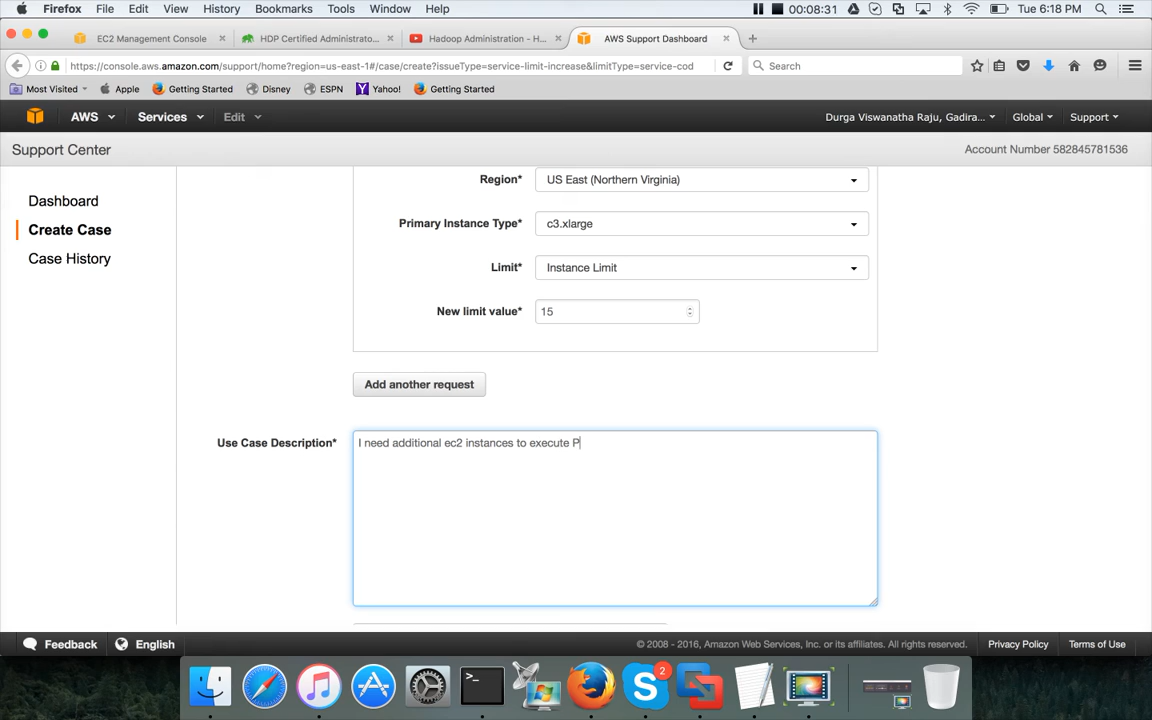 Firefox File Edit View History Bookmarks Tools Window Help 00:08:31 Tue 6:18 PM
EC2 Management Console HDP Certified Administrato... Hadoop Administration - H... AWS Support Dashboard
https://console.aws.amazon.com/support/home?region=us-east-1#/case/create?issueType=service-limit-increase&limitType=service-cod Search
Most Visited Apple Getting Started Disney ESPN Yahoo! Getting Started
AWS Services Edit Durga Viswanatha Raju, Gadira... Global Support
Support Center Account Number 582845781536
Dashboard
Create Case
Case History
Region* US East (Northern Virginia)
Primary Instance Type* c3.xlarge
Limit* Instance Limit
New limit value* 15
Add another request
Use Case Description* I need additional ec2 instances to execute P
Feedback English © 2008 - 2016, Amazon Web Services, Inc. or its affiliates. All rights reserved. Privacy Policy Terms of Use
>_
2